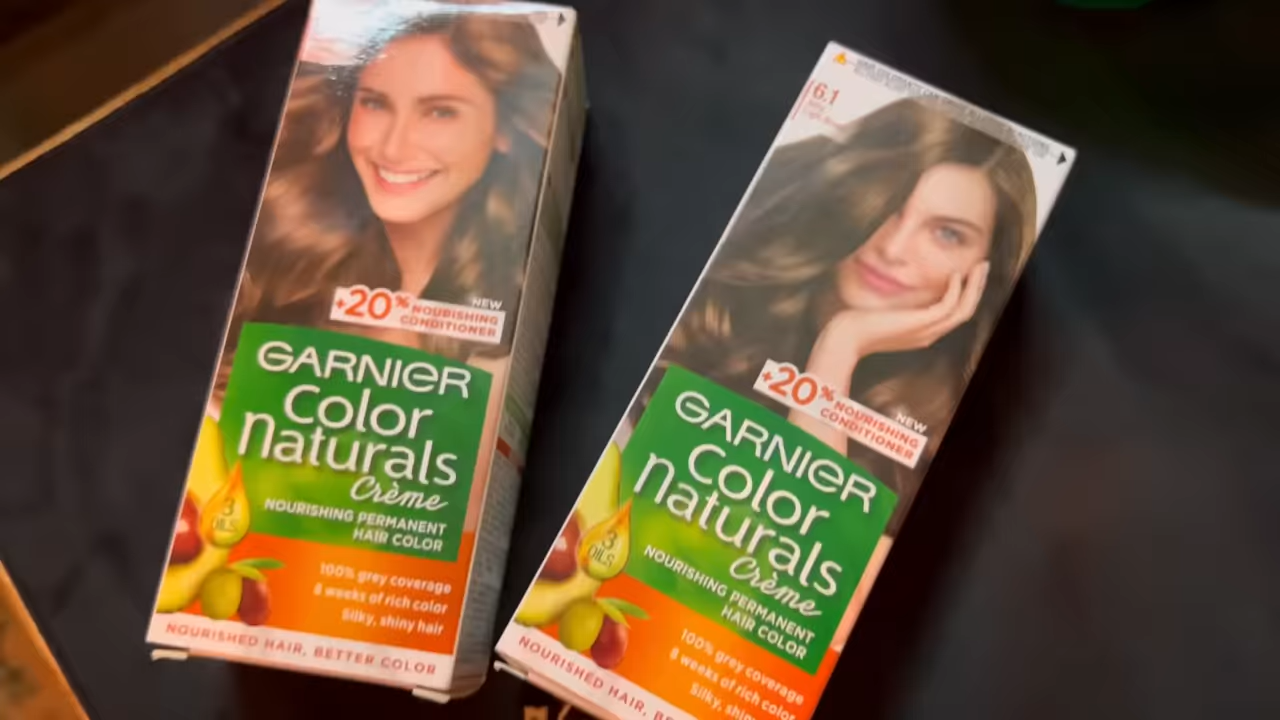 +20%
NEW
NOURISHING
CONDITIONER
GARNIER
Color
naturals
Crème
NOURISHING PERMANENT
HAIR COLOR
3
OILS
100% grey coverage
8 weeks of rich color
Silky, shiny hair
NOURISHED HAIR, BETTER COLOR
6.1
+20%
NEW
NOURISHING
CONDITIONER
GARNIER
Color
naturals
Crème
NOURISHING PERMANENT
HAIR COLOR
3
OILS
100% grey coverage
8 weeks of rich color
Silky, shin
NOURISHED HAIR, BE